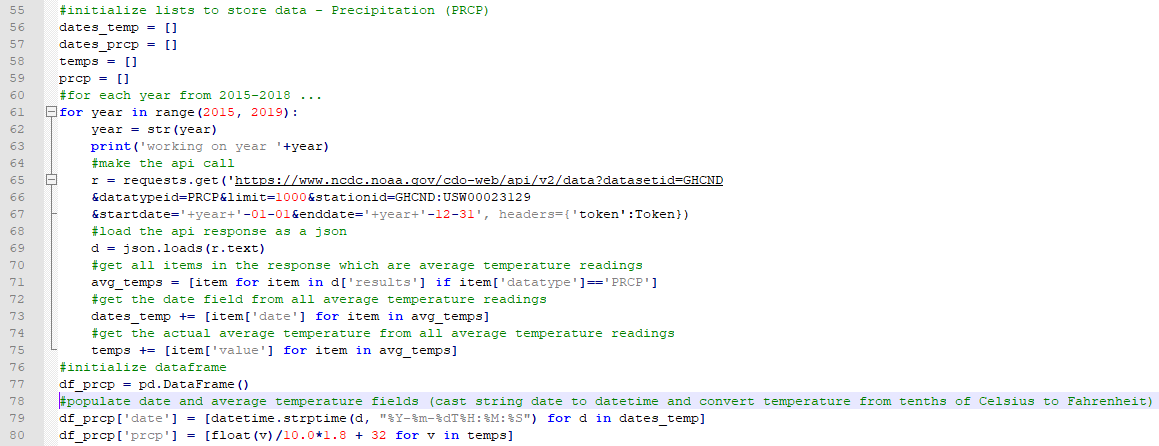 55 #initialize lists to store data - Precipitation (PRCP)
56 dates_temp = []
57 dates_prcp = []
58 temps = []
59 prcp = []
60 #for each year from 2015-2018 ...
61 for year in range(2015, 2019):
62     year = str(year)
63     print('working on year '+year)
64     #make the api call
65     r = requests.get('https://www.ncdc.noaa.gov/cdo-web/api/v2/data?datasetid=GHCND
66     &datatypeid=PRCP&limit=1000&stationid=GHCND:USW00023129
67     &startdate='+year+'-01-01&enddate='+year+'-12-31', headers={'token':Token})
68     #load the api response as a json
69     d = json.loads(r.text)
70     #get all items in the response which are average temperature readings
71     avg_temps = [item for item in d['results'] if item['datatype']=='PRCP']
72     #get the date field from all average temperature readings
73     dates_temp += [item['date'] for item in avg_temps]
74     #get the actual average temperature from all average temperature readings
75     temps += [item['value'] for item in avg_temps]
76 #initialize dataframe
77 df_prcp = pd.DataFrame()
78 #populate date and average temperature fields (cast string date to datetime and convert temperature from tenths of Celsius to Fahrenheit)
79 df_prcp['date'] = [datetime.strptime(d, "%Y-%m-%dT%H:%M:%S") for d in dates_temp]
80 df_prcp['prcp'] = [float(v)/10.0*1.8 + 32 for v in temps]